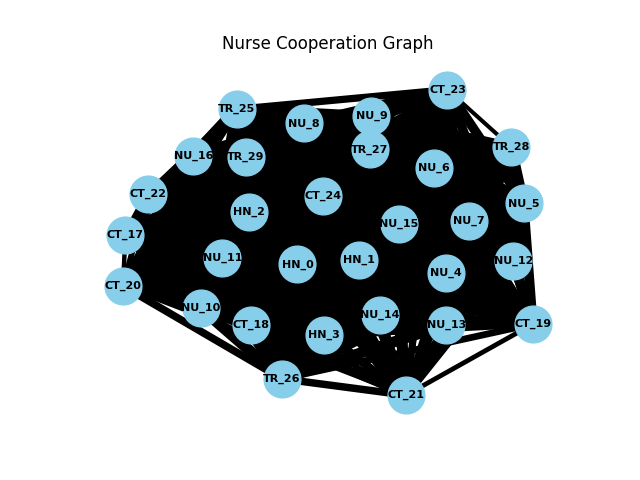 Nurse Cooperation Graph
CT_23
TR_25
NU_9
NU_8
TR_28
TR_27
NU_16
TR_29
NU_6
CT_22
CT_24
NU_5
HN_2
NU_7
NU_15
CT_17
NU_11
HN_1
NU_12
HN_0
NU_4
CT_20
NU_10
NU_14
CT_18
NU_13
CT_19
HN_3
TR_26
CT_21